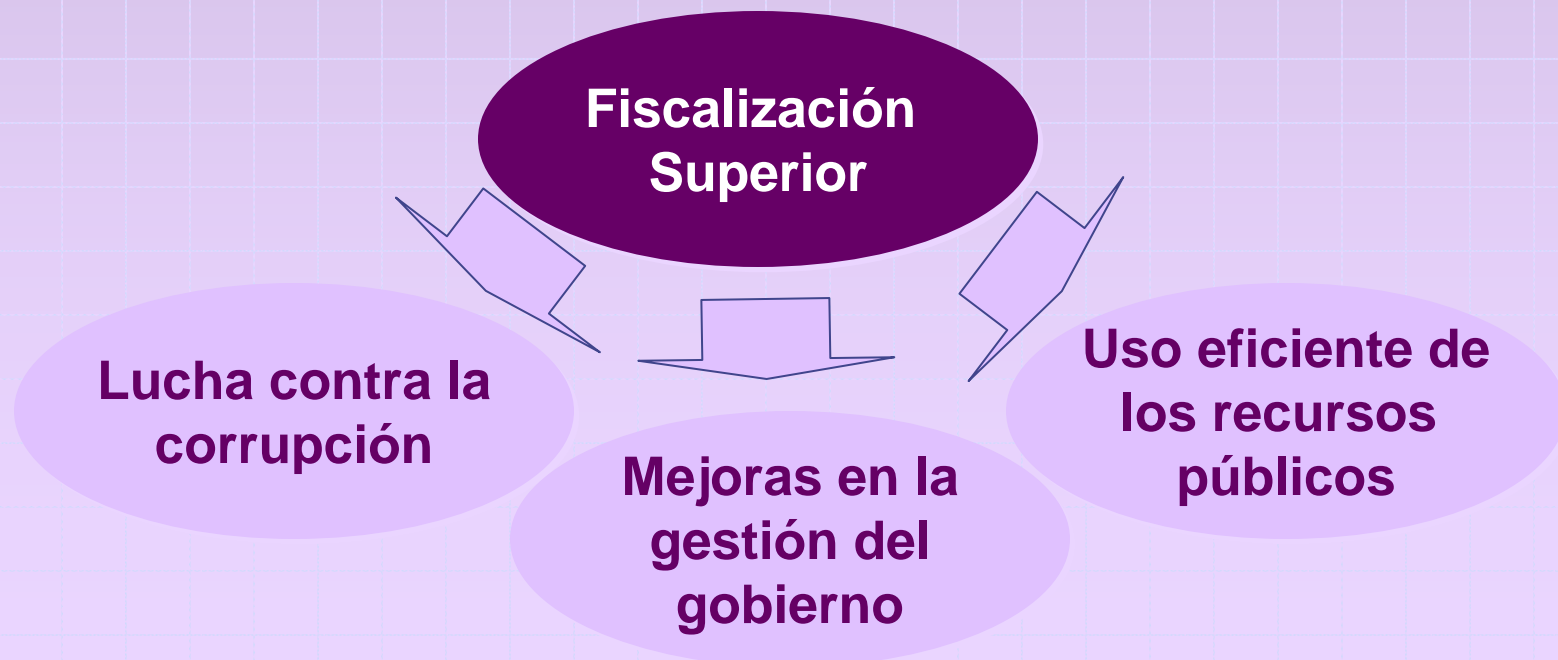 Fiscalización
Superior
Lucha contra la
corrupción
Mejoras en la
gestión del
gobierno
Uso eficiente de
los recursos
públicos